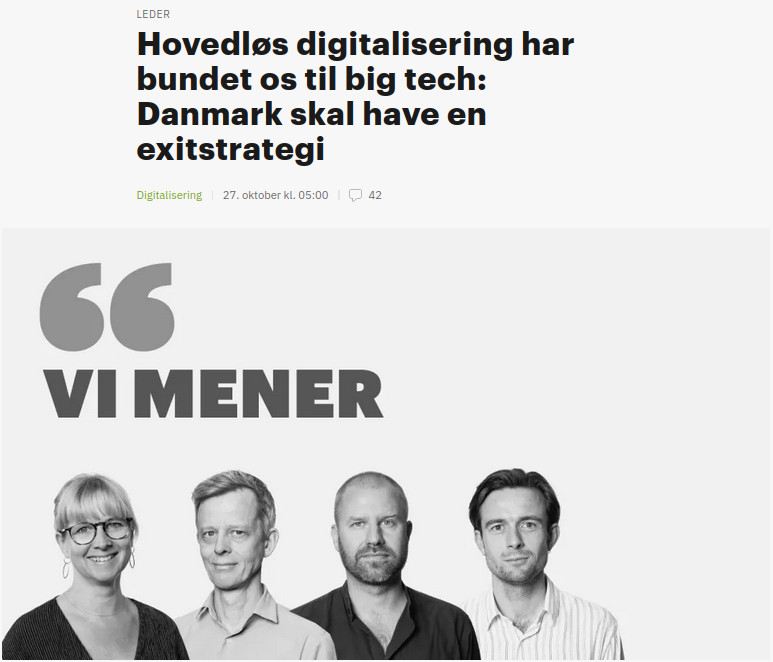 LEDER
Hovedløs digitalisering har
bundet os til big tech:
Danmark skal have en
exitstrategi
Digitalisering | 27. oktober kl. 05:00 | 42
“
VI MENER